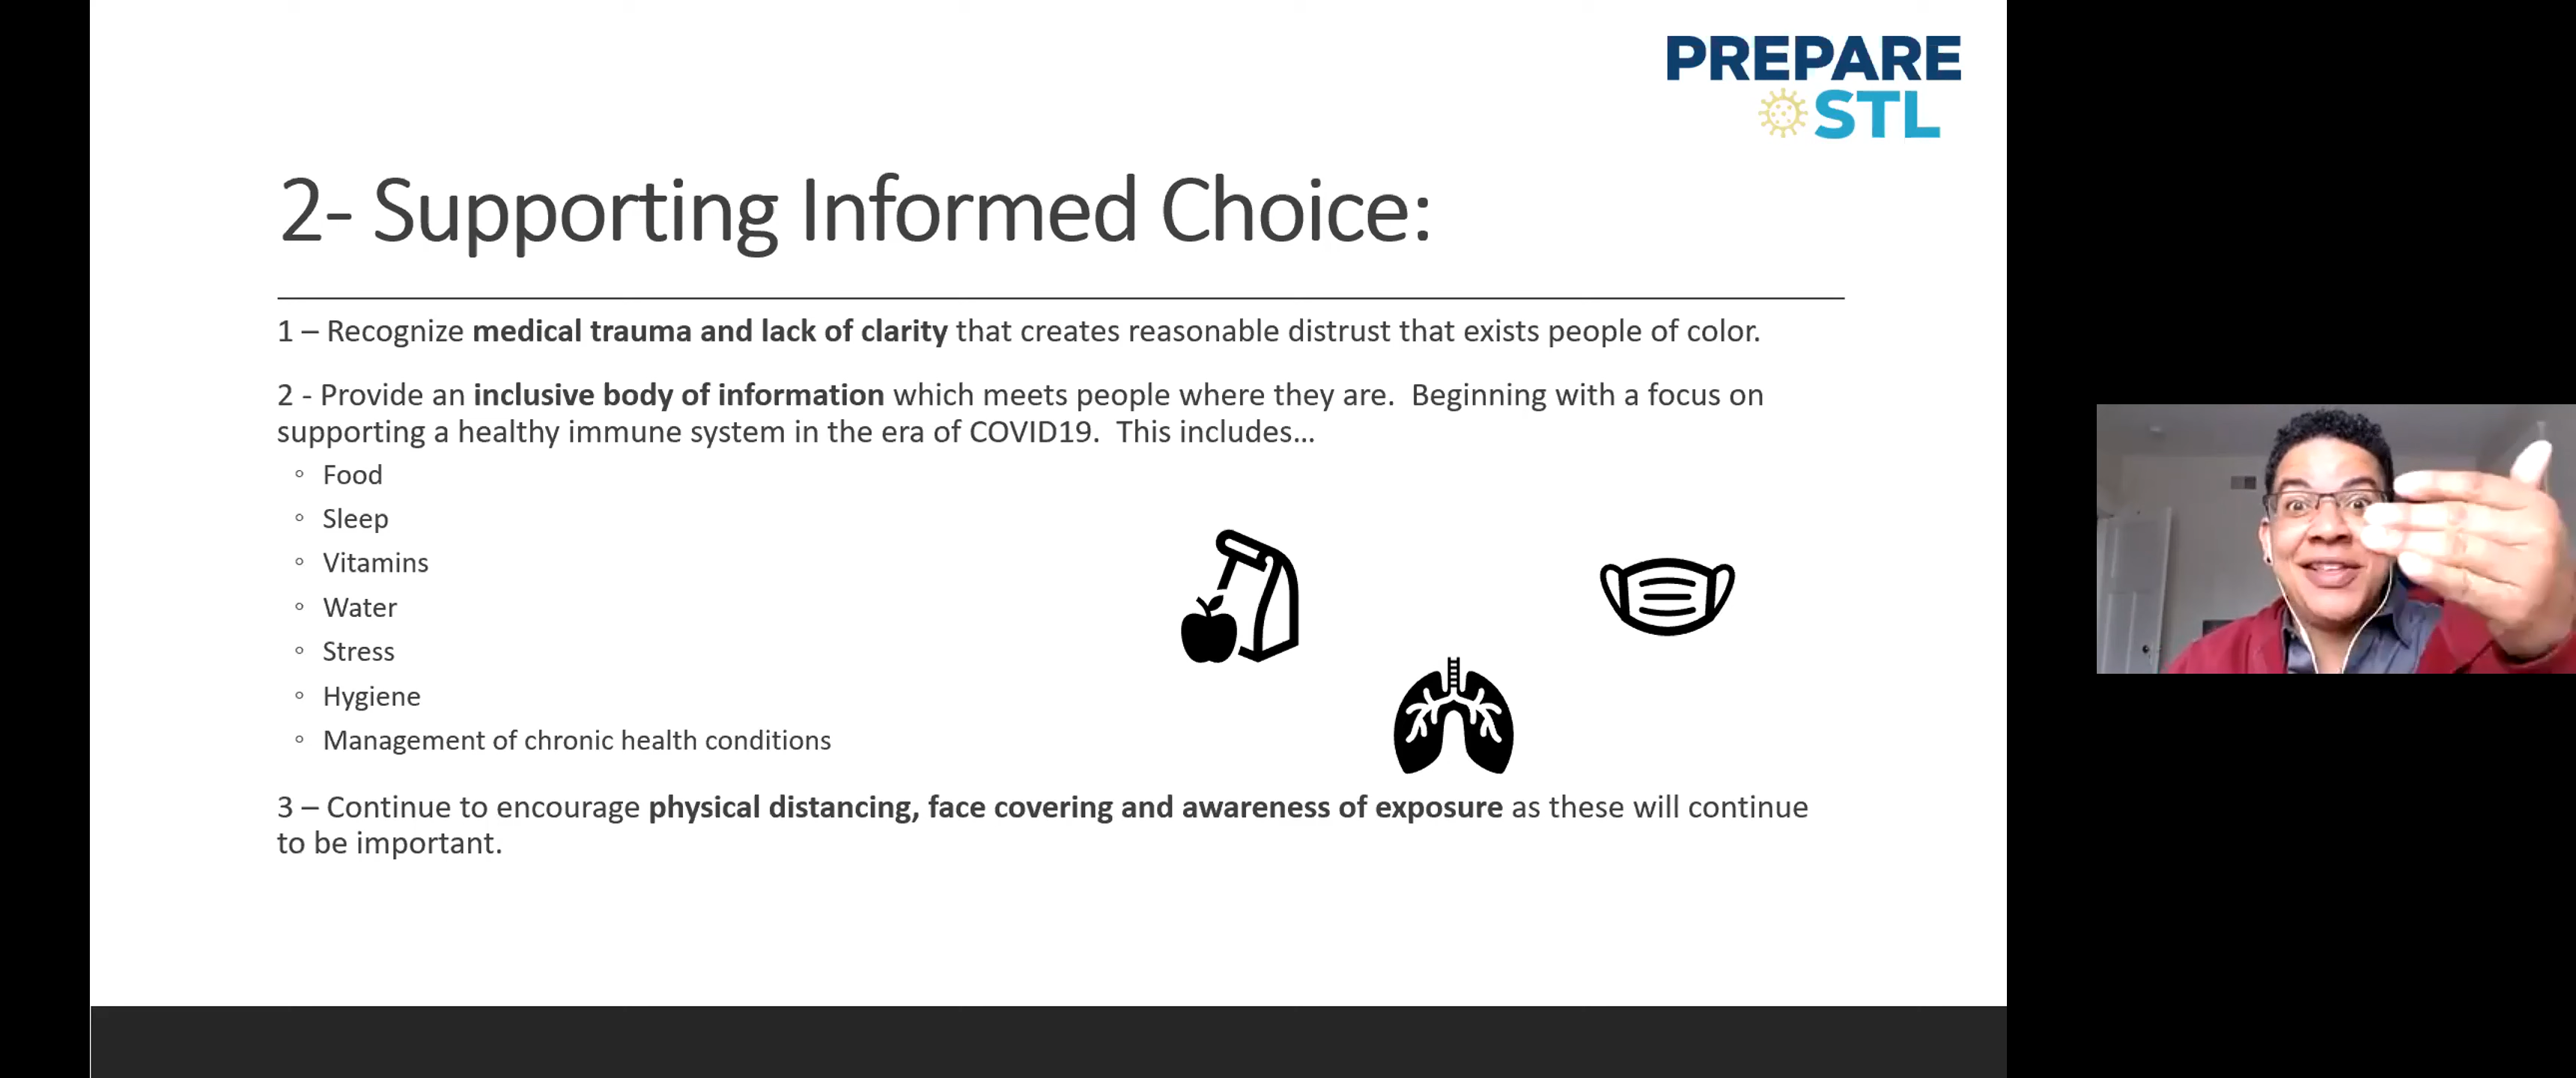 PREPARE
STL
2- Supporting Informed Choice:
1 – Recognize medical trauma and lack of clarity that creates reasonable distrust that exists people of color.
2 - Provide an inclusive body of information which meets people where they are.  Beginning with a focus on
supporting a healthy immune system in the era of COVID19.  This includes...
◦ Food
◦ Sleep
◦ Vitamins
◦ Water
◦ Stress
◦ Hygiene
◦ Management of chronic health conditions
3 – Continue to encourage physical distancing, face covering and awareness of exposure as these will continue
to be important.